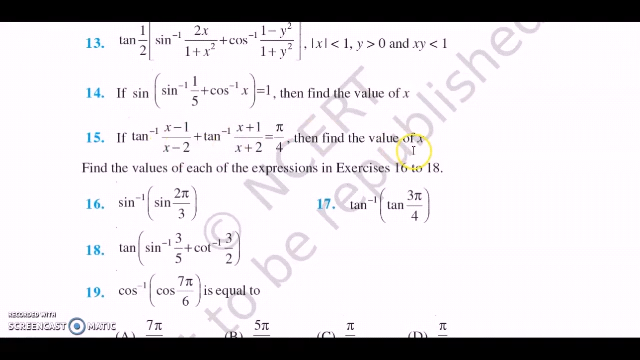 13. tan 1/2 [ sin⁻¹ 2x/(1+x²) + cos⁻¹ (1−y²)/(1+y²) ], |x| < 1, y > 0 and xy < 1
14. If sin ( sin⁻¹ 1/5 + cos⁻¹ x ) = 1, then find the value of x
15. If tan⁻¹ (x−1)/(x−2) + tan⁻¹ (x+1)/(x+2) = π/4, then find the value of x
Find the values of each of the expressions in Exercises 16 to 18.
16. sin⁻¹ ( sin 2π/3 ) 17. tan⁻¹ ( tan 3π/4 )
18. tan ( sin⁻¹ 3/5 + cot⁻¹ 3/2 )
19. cos⁻¹ ( cos 7π/6 ) is equal to
(A) 7π (B) 5π (C) π (D) π
© NCERT
not to be republished
RECORDED WITH
SCREENCAST MATIC